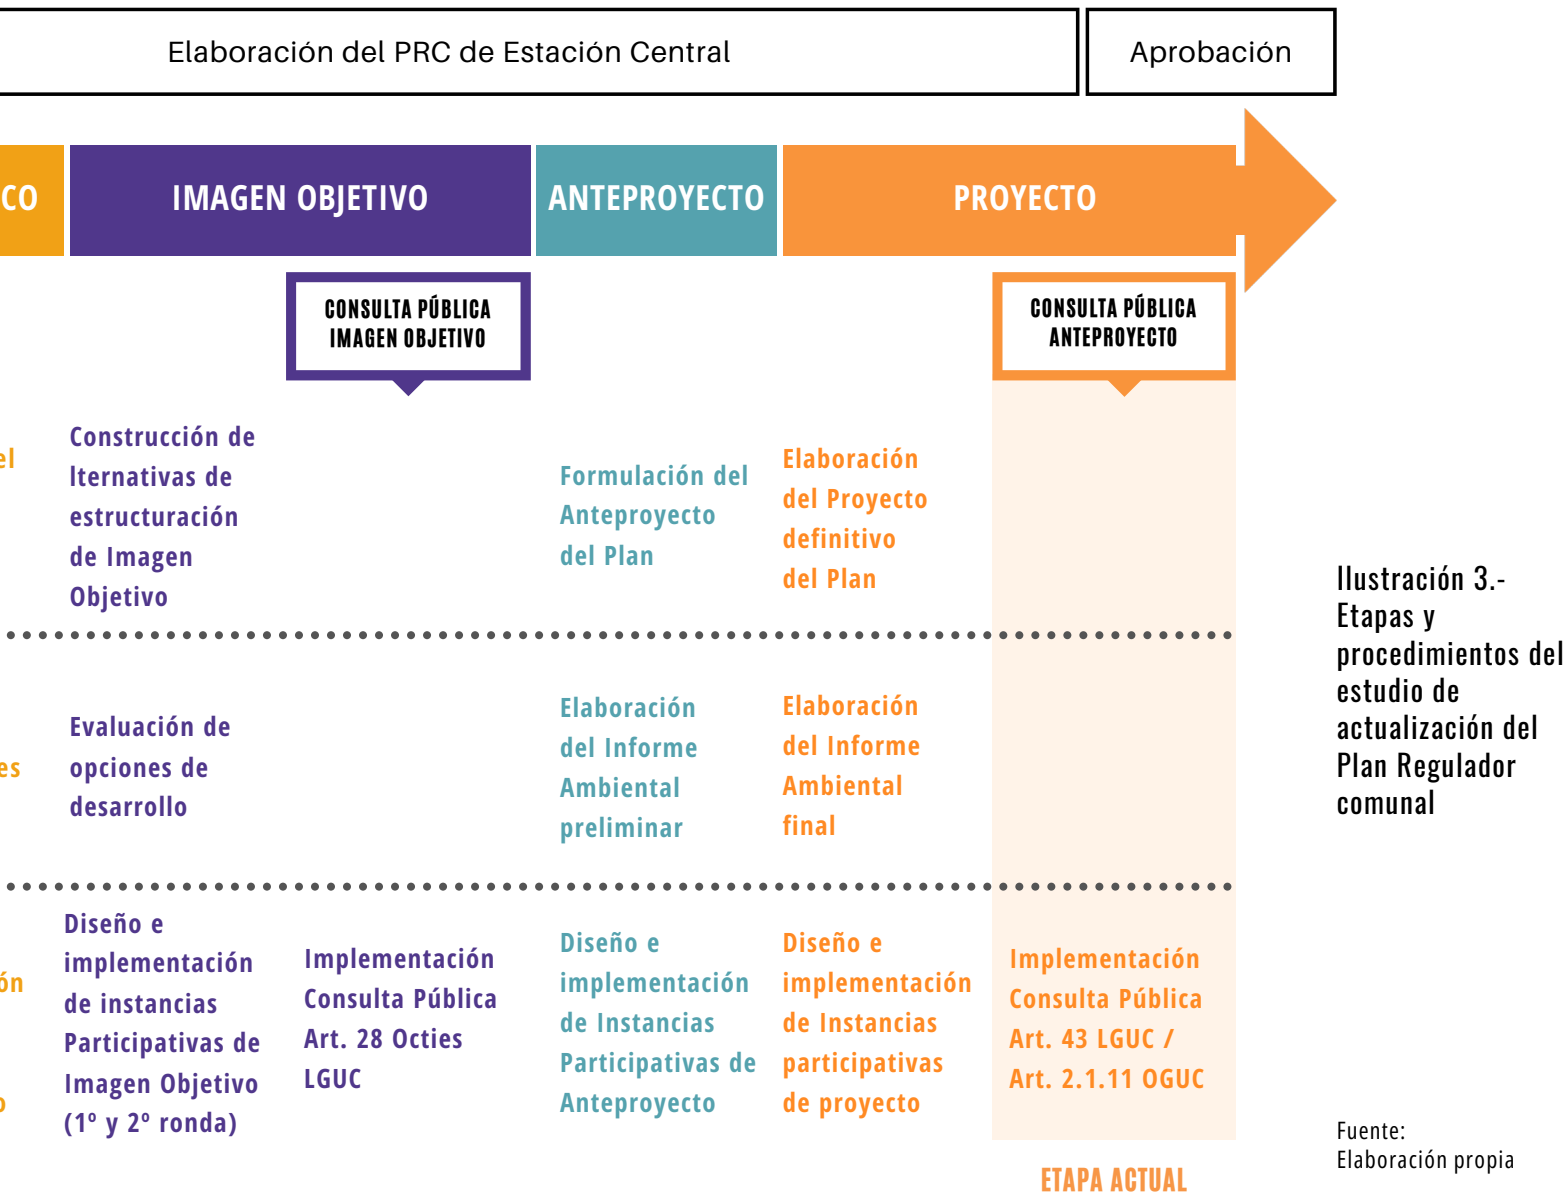 Elaboración del PRC de Estación Central
Aprobación
CO
IMAGEN OBJETIVO
ANTEPROYECTO
PROYECTO
CONSULTA PÚBLICA
IMAGEN OBJETIVO
CONSULTA PÚBLICA
ANTEPROYECTO
el
Construcción de
lternativas de
estructuración
de Imagen
Objetivo
Formulación del
Anteproyecto
del Plan
Elaboración
del Proyecto
definitivo
del Plan
es
Evaluación de
opciones de
desarrollo
Elaboración
del Informe
Ambiental
preliminar
Elaboración
del Informe
Ambiental
final
ón
o
Diseño e
implementación
de instancias
Participativas de
Imagen Objetivo
(1º y 2º ronda)
Implementación
Consulta Pública
Art. 28 Octies
LGUC
Diseño e
implementación
de Instancias
Participativas de
Anteproyecto
Diseño e
implementación
de Instancias
participativas
de proyecto
Implementación
Consulta Pública
Art. 43 LGUC /
Art. 2.1.11 OGUC
ETAPA ACTUAL
Ilustración 3.-
Etapas y
procedimientos del
estudio de
actualización del
Plan Regulador
comunal
Fuente:
Elaboración propia